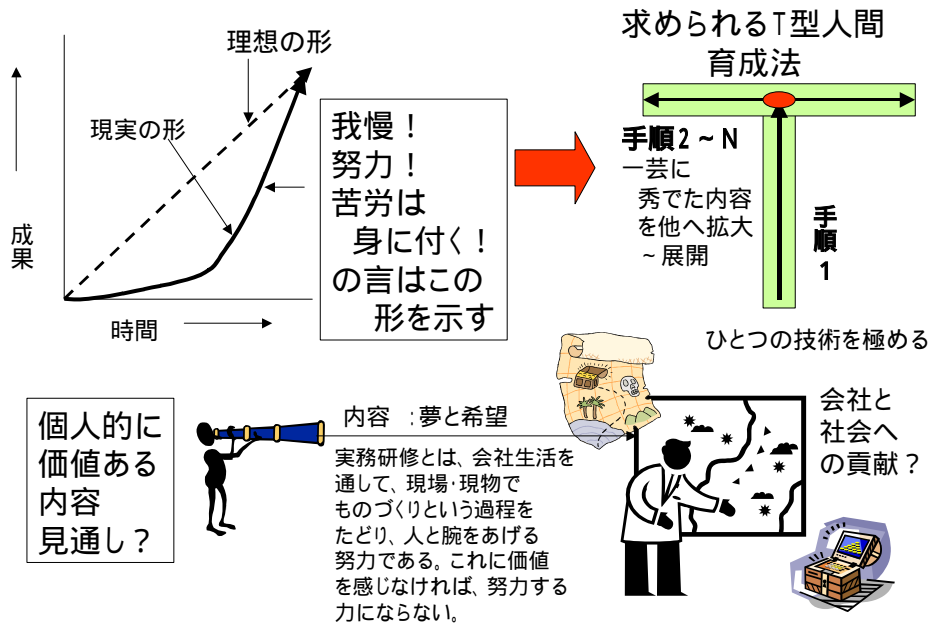 理想の形
現実の形
成果
時間
我慢！
努力！
苦労は
身に付く！
の言はこの
形を示す
求められるT型人間
育成法
手順2～N
一芸に
秀でた内容
を他へ拡大
～展開
手順1
ひとつの技術を極める
個人的に
価値ある
内容
見通し？
内容　：夢と希望
実務研修とは、会社生活を
通して、現場・現物で
ものづくりという過程を
たどり、人と腕をあげる
努力である。これに価値
を感じなければ、努力する
力にならない。
会社と
社会へ
の貢献？